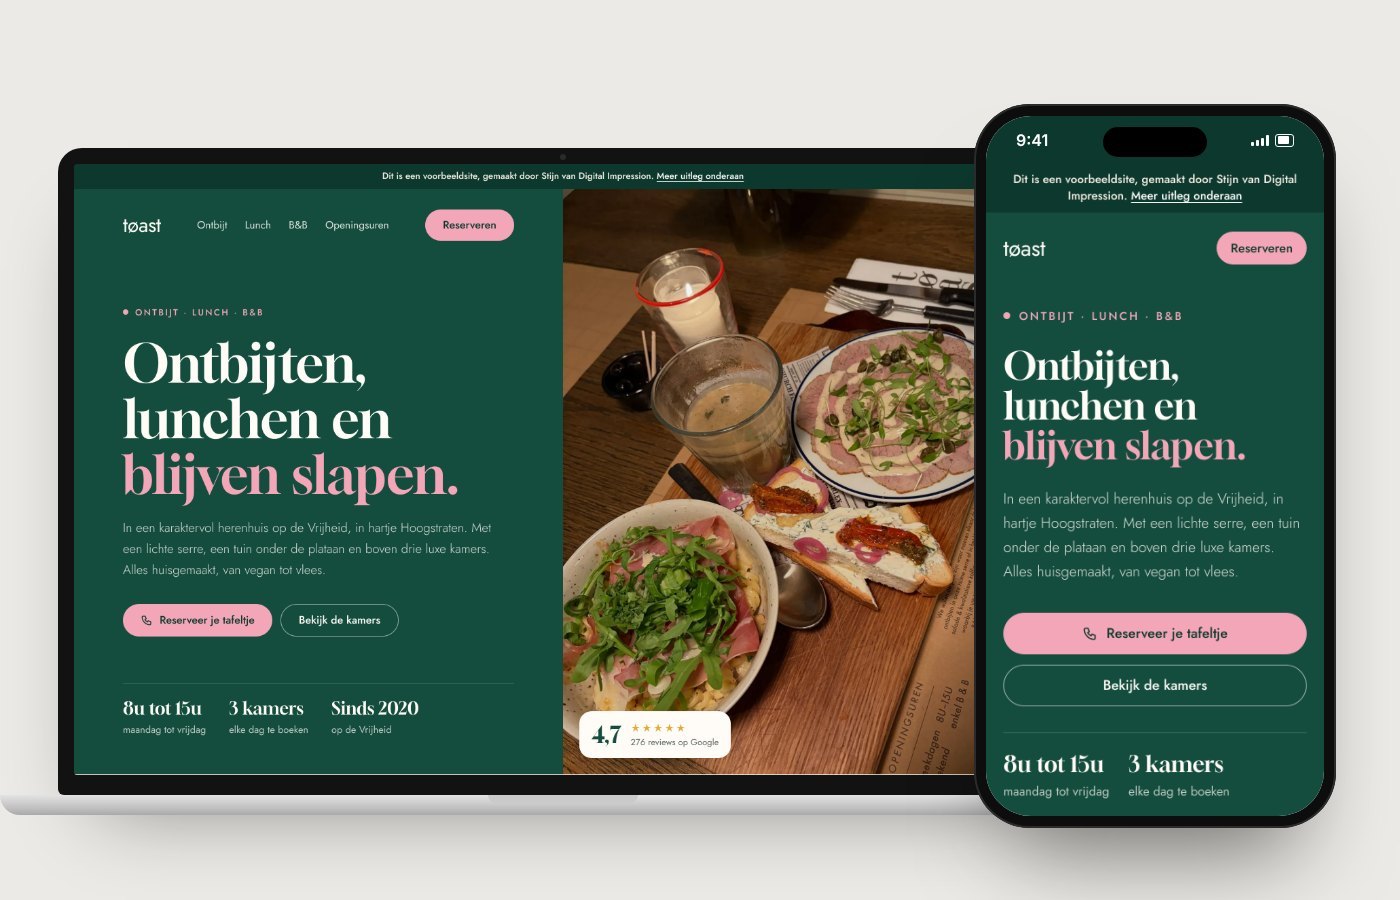 Dit is een voorbeeldsite, gemaakt door Stijn van Digital Impression. Meer uitleg onderaan
tøast
Ontbijt
Lunch
B&B
Openingsuren
Reserveren
ONTBIJT · LUNCH · B&B
Ontbijten,
lunchen en
blijven slapen.
In een karaktervol herenhuis op de Vrijheid, in hartje Hoogstraten. Met
een lichte serre, een tuin onder de plataan en boven drie luxe kamers.
Alles huisgemaakt, van vegan tot vlees.
Reserveer je tafeltje
Bekijk de kamers
8u tot 15u
maandag tot vrijdag
3 kamers
elke dag te boeken
Sinds 2020
op de Vrijheid
4,7 ★★★★★
276 reviews op Google
OPENINGSUREN
8U-15U
enkel B&B
9:41
Dit is een voorbeeldsite, gemaakt door Stijn van Digital
Impression. Meer uitleg onderaan
tøast
Reserveren
ONTBIJT · LUNCH · B&B
Ontbijten,
lunchen en
blijven slapen.
In een karaktervol herenhuis op de Vrijheid, in
hartje Hoogstraten. Met een lichte serre, een tuin
onder de plataan en boven drie luxe kamers.
Alles huisgemaakt, van vegan tot vlees.
Reserveer je tafeltje
Bekijk de kamers
8u tot 15u
maandag tot vrijdag
3 kamers
elke dag te boeken